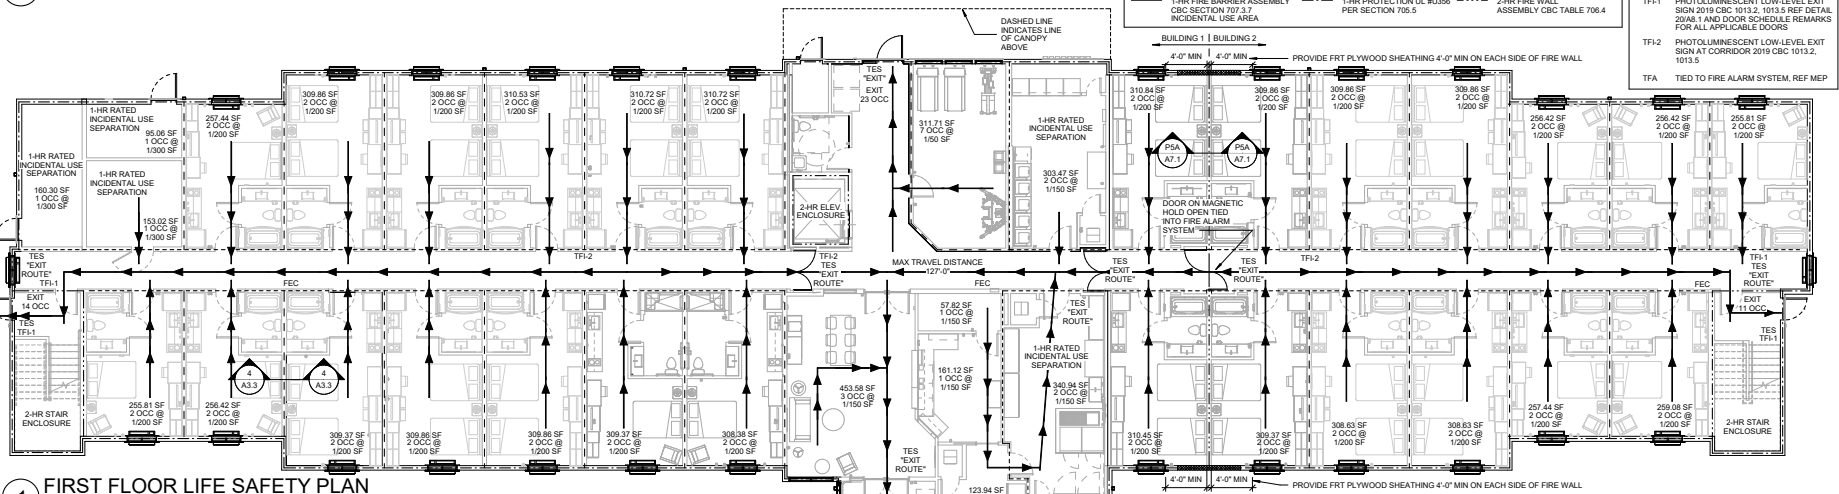 1-HR FIRE BARRIER ASSEMBLY
CBC SECTION 707.3.7
INCIDENTAL USE AREA
1-HR PROTECTION UL #U356
PER SECTION 705.5
2-HR FIRE WALL
ASSEMBLY CBC TABLE 706.4
TFI-1 PHOTOLUMINESCENT LOW-LEVEL EXIT
SIGN 2019 CBC 1013.2, 1013.5 REF DETAIL
20/A8.1 AND DOOR SCHEDULE REMARKS
FOR ALL APPLICABLE DOORS
TFI-2 PHOTOLUMINESCENT LOW-LEVEL EXIT
SIGN AT CORRIDOR 2019 CBC 1013.2,
1013.5
TFA TIED TO FIRE ALARM SYSTEM, REF MEP
DASHED LINE
INDICATES LINE
OF CANOPY
ABOVE
BUILDING 1 | BUILDING 2
4'-0" MIN 4'-0" MIN
PROVIDE FRT PLYWOOD SHEATHING 4'-0" MIN ON EACH SIDE OF FIRE WALL
1-HR RATED
INCIDENTAL USE
SEPARATION
95.06 SF
1 OCC @
1/300 SF
1-HR RATED
INCIDENTAL USE
SEPARATION
160.30 SF
1 OCC @
1/300 SF
1-HR RATED
INCIDENTAL USE
SEPARATION
153.02 SF
1 OCC @
1/300 SF
257.44 SF
2 OCC @
1/200 SF
309.86 SF
2 OCC @
1/200 SF
309.86 SF
2 OCC @
1/200 SF
310.53 SF
2 OCC @
1/200 SF
310.72 SF
2 OCC @
1/200 SF
310.72 SF
2 OCC @
1/200 SF
TES
"EXIT"
EXIT
23 OCC
2-HR ELEV.
ENCLOSURE
311.71 SF
7 OCC @
1/50 SF
1-HR RATED
INCIDENTAL USE
SEPARATION
303.47 SF
2 OCC @
1/150 SF
310.84 SF
2 OCC @
1/200 SF
309.86 SF
2 OCC @
1/200 SF
309.86 SF
2 OCC @
1/200 SF
309.86 SF
2 OCC @
1/200 SF
256.42 SF
2 OCC @
1/200 SF
256.42 SF
2 OCC @
1/200 SF
255.81 SF
2 OCC @
1/200 SF
P5A
A7.1
P5A
A7.1
DOOR ON MAGNETIC
HOLD OPEN TIED
INTO FIRE ALARM
SYSTEM
TES
"EXIT
ROUTE"
TFI-1
TFI-2
TFI-2
TES
"EXIT
ROUTE"
MAX TRAVEL DISTANCE
127'-0"
TES
"EXIT
ROUTE"
TES
"EXIT
ROUTE"
TFI-2
TFI-1
TES
"EXIT
ROUTE"
FEC
FEC
FEC
EXIT
14 OCC
TES
TFI-1
EXIT
11 OCC
TES
TFI-1
57.82 SF
1 OCC @
1/150 SF
TES
"EXIT
ROUTE"
1-HR RATED
INCIDENTAL USE
SEPARATION
340.94 SF
2 OCC @
1/150 SF
161.12 SF
1 OCC @
1/150 SF
453.58 SF
3 OCC @
1/150 SF
4
A3.3
4
A3.3
2-HR STAIR
ENCLOSURE
255.81 SF
2 OCC @
1/200 SF
256.42 SF
2 OCC @
1/200 SF
309.37 SF
2 OCC @
1/200 SF
309.86 SF
2 OCC @
1/200 SF
309.86 SF
2 OCC @
1/200 SF
309.37 SF
2 OCC @
1/200 SF
308.38 SF
2 OCC @
1/200 SF
TES
"EXIT
ROUTE"
123.94 SF
310.45 SF
2 OCC @
1/200 SF
309.37 SF
2 OCC @
1/200 SF
308.63 SF
2 OCC @
1/200 SF
308.63 SF
2 OCC @
1/200 SF
257.44 SF
2 OCC @
1/200 SF
259.08 SF
2 OCC @
1/200 SF
2-HR STAIR
ENCLOSURE
4'-0" MIN 4'-0" MIN
PROVIDE FRT PLYWOOD SHEATHING 4'-0" MIN ON EACH SIDE OF FIRE WALL
FIRST FLOOR LIFE SAFETY PLAN